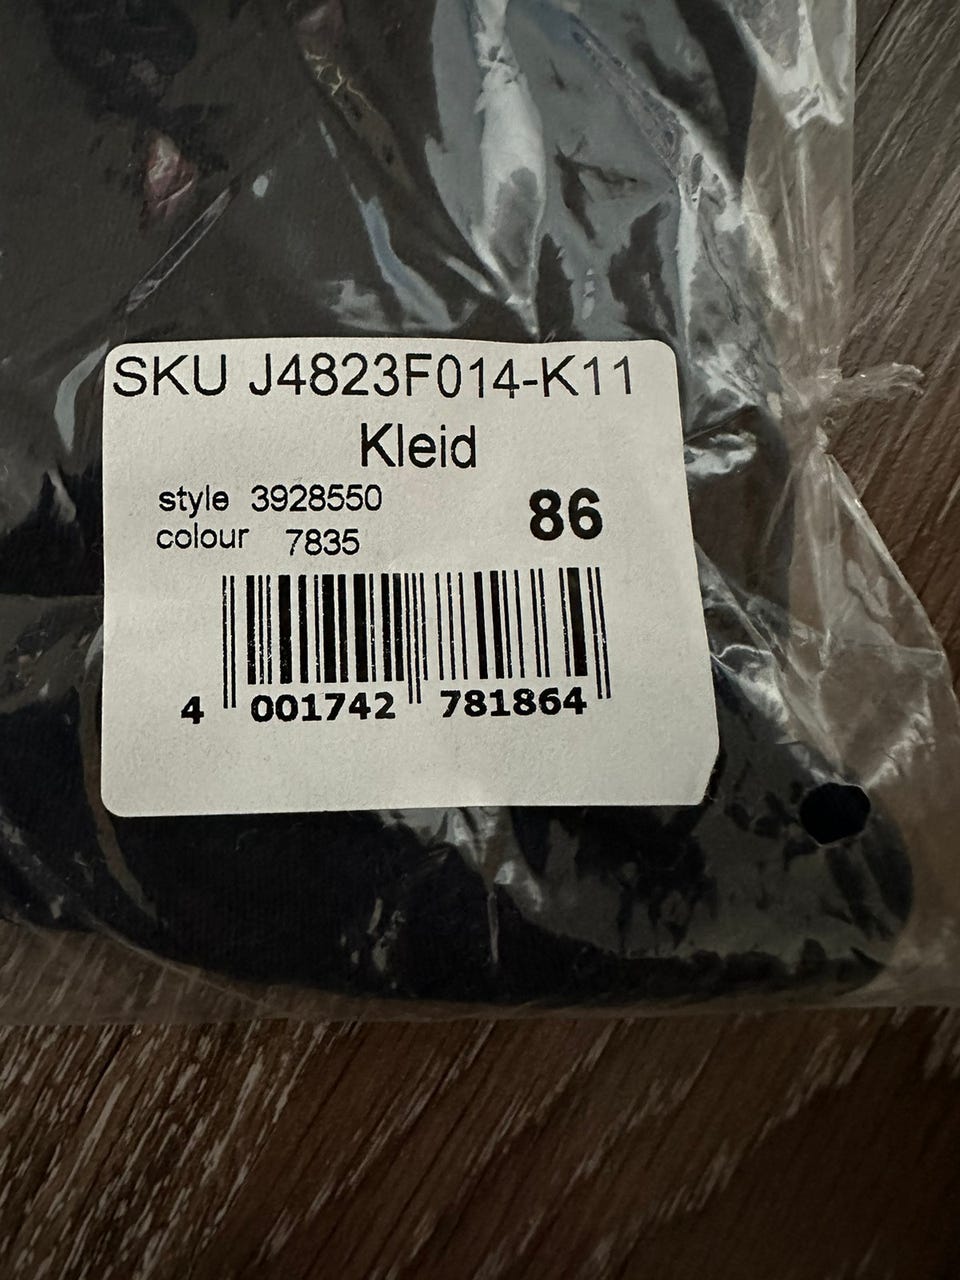 SKU J4823F014-K11
Kleid
style 3928550
colour 7835
86
4 001742 781864